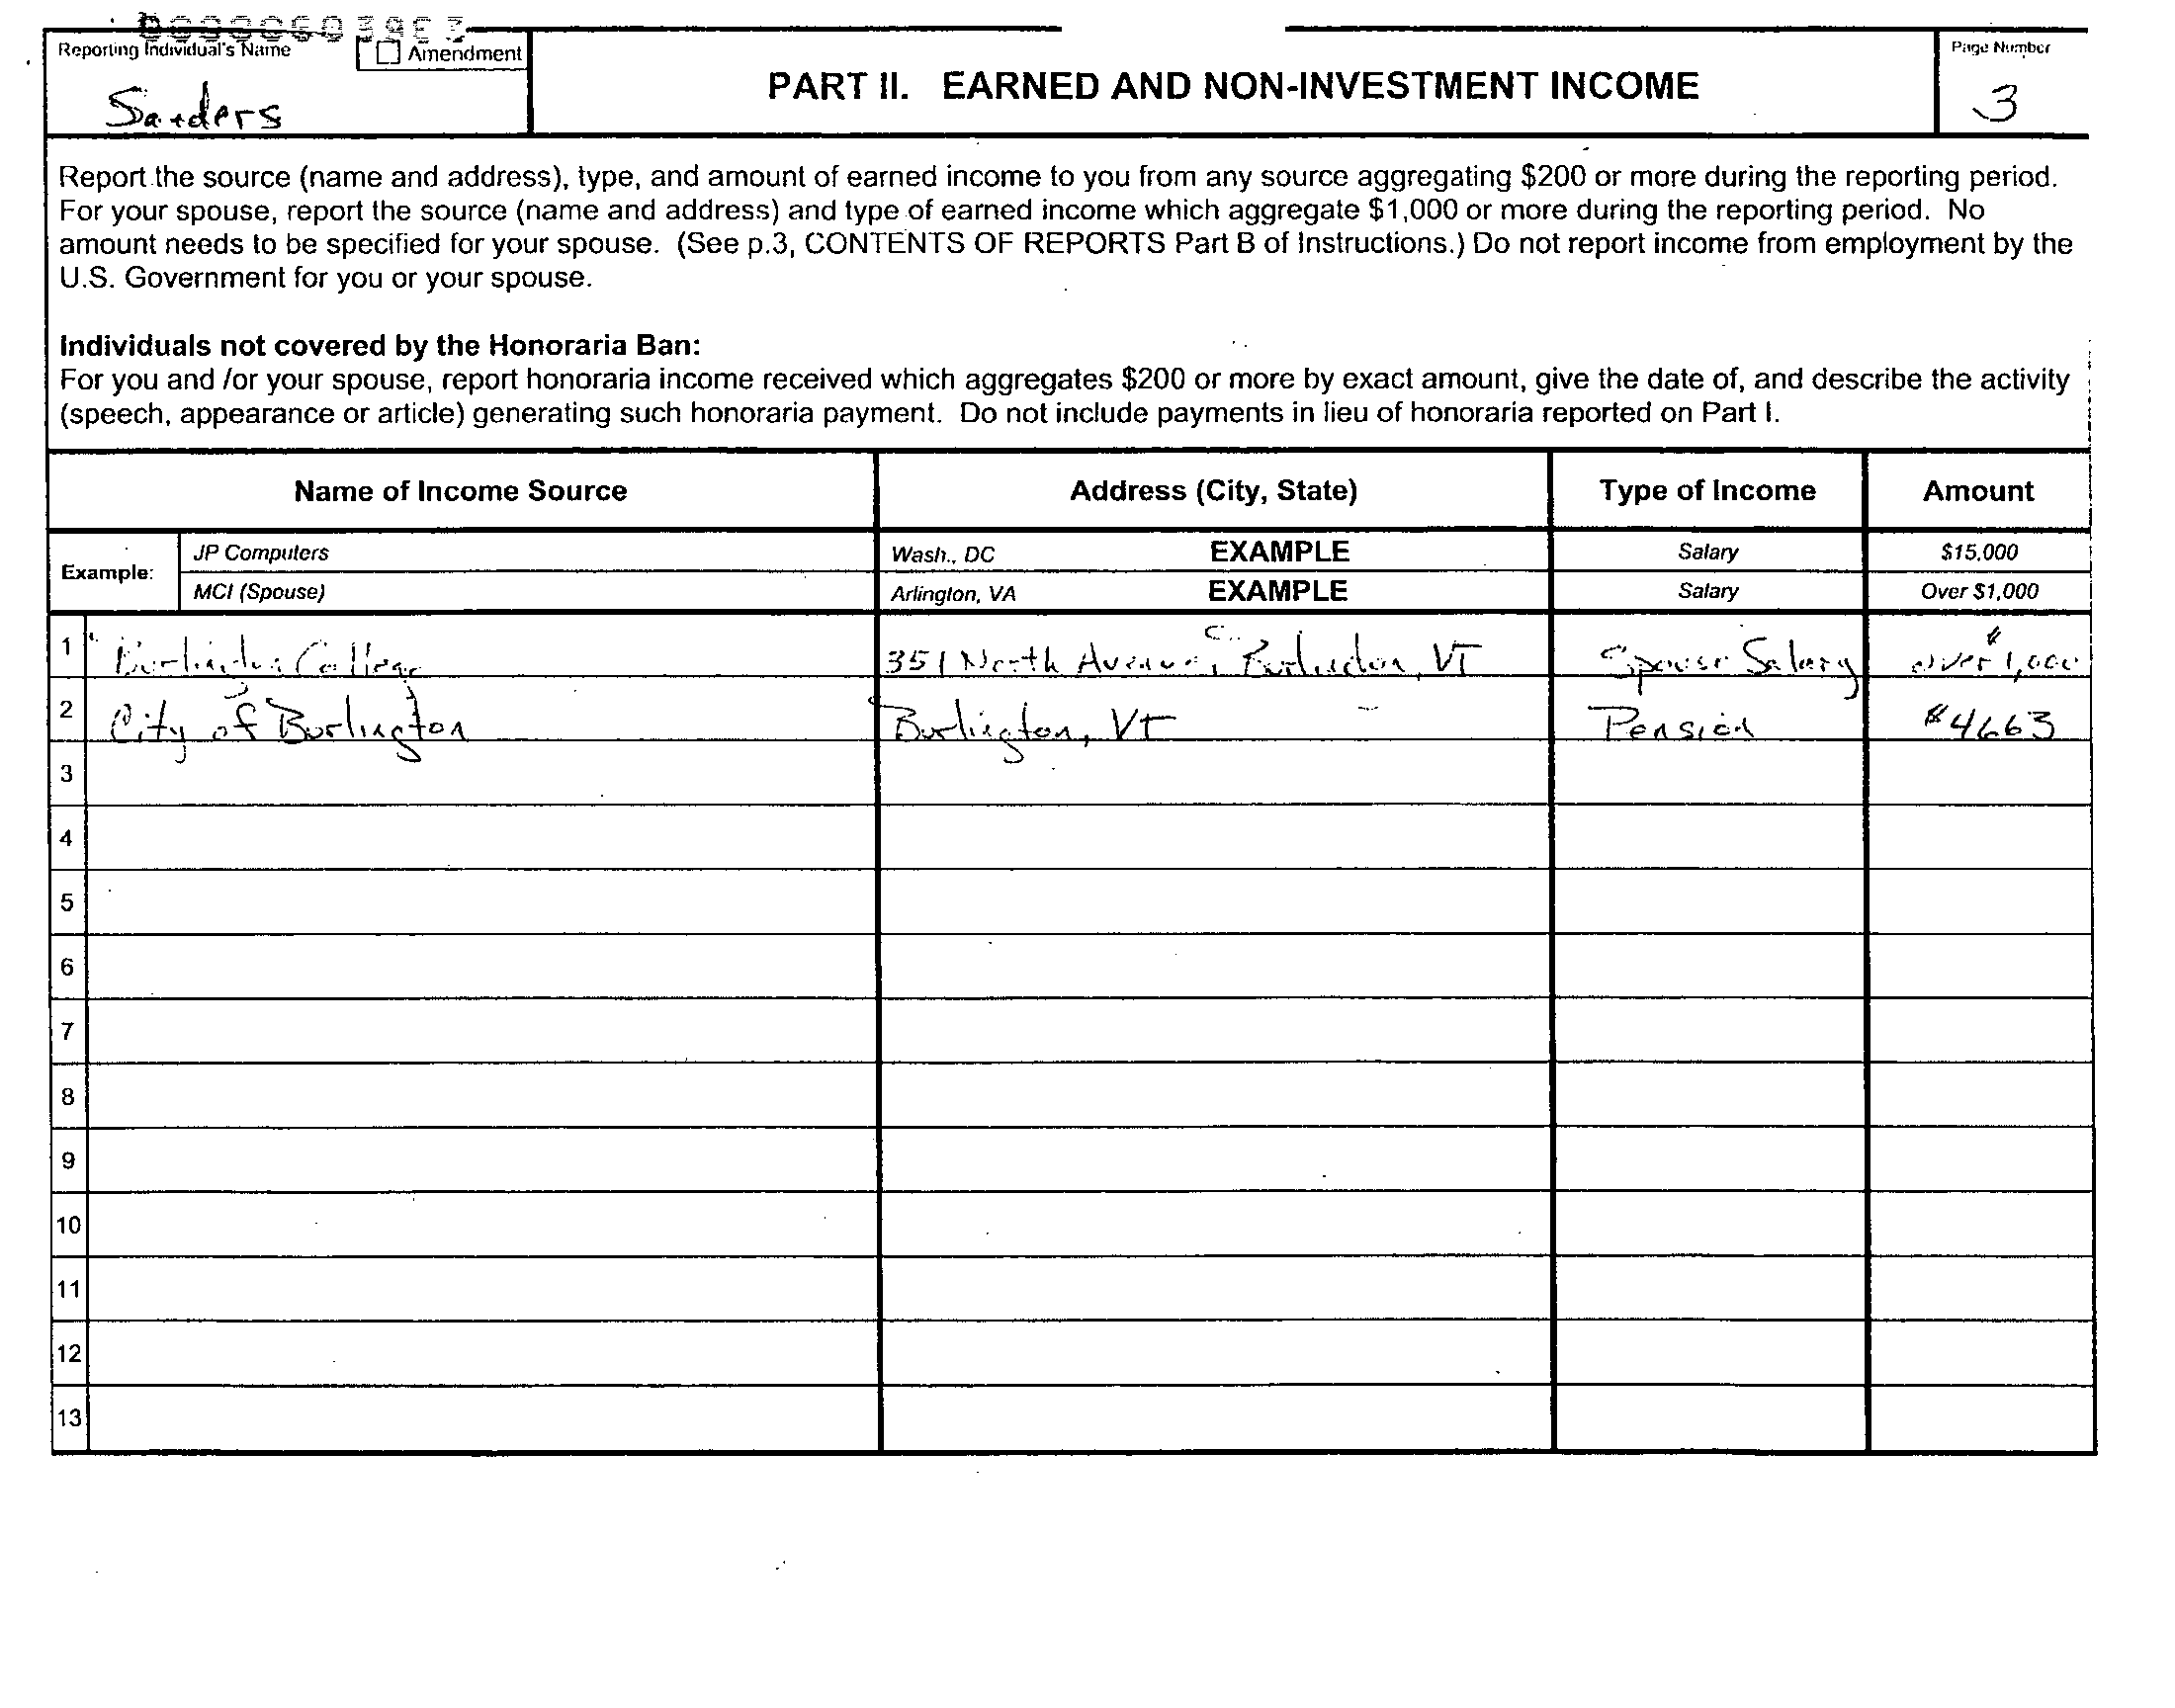 Reporting Individual's Name
Amendment
Sanders
PART II. EARNED AND NON-INVESTMENT INCOME
Page Number
3
Report the source (name and address), type, and amount of earned income to you from any source aggregating $200 or more during the reporting period.
For your spouse, report the source (name and address) and type of earned income which aggregate $1,000 or more during the reporting period. No
amount needs to be specified for your spouse. (See p.3, CONTENTS OF REPORTS Part B of Instructions.) Do not report income from employment by the
U.S. Government for you or your spouse.
Individuals not covered by the Honoraria Ban:
For you and /or your spouse, report honoraria income received which aggregates $200 or more by exact amount, give the date of, and describe the activity
(speech, appearance or article) generating such honoraria payment. Do not include payments in lieu of honoraria reported on Part I.
Name of Income Source Address (City, State) Type of Income Amount
Example:
JP Computers Wash., DC EXAMPLE Salary $15,000
MCI (Spouse) Arlington, VA EXAMPLE Salary Over $1,000
1 Burlington College 351 North Avenue, Burlington, VT Spouse Salary over $1,000
2 City of Burlington Burlington, VT Pension $4663
3
4
5
6
7
8
9
10
11
12
13